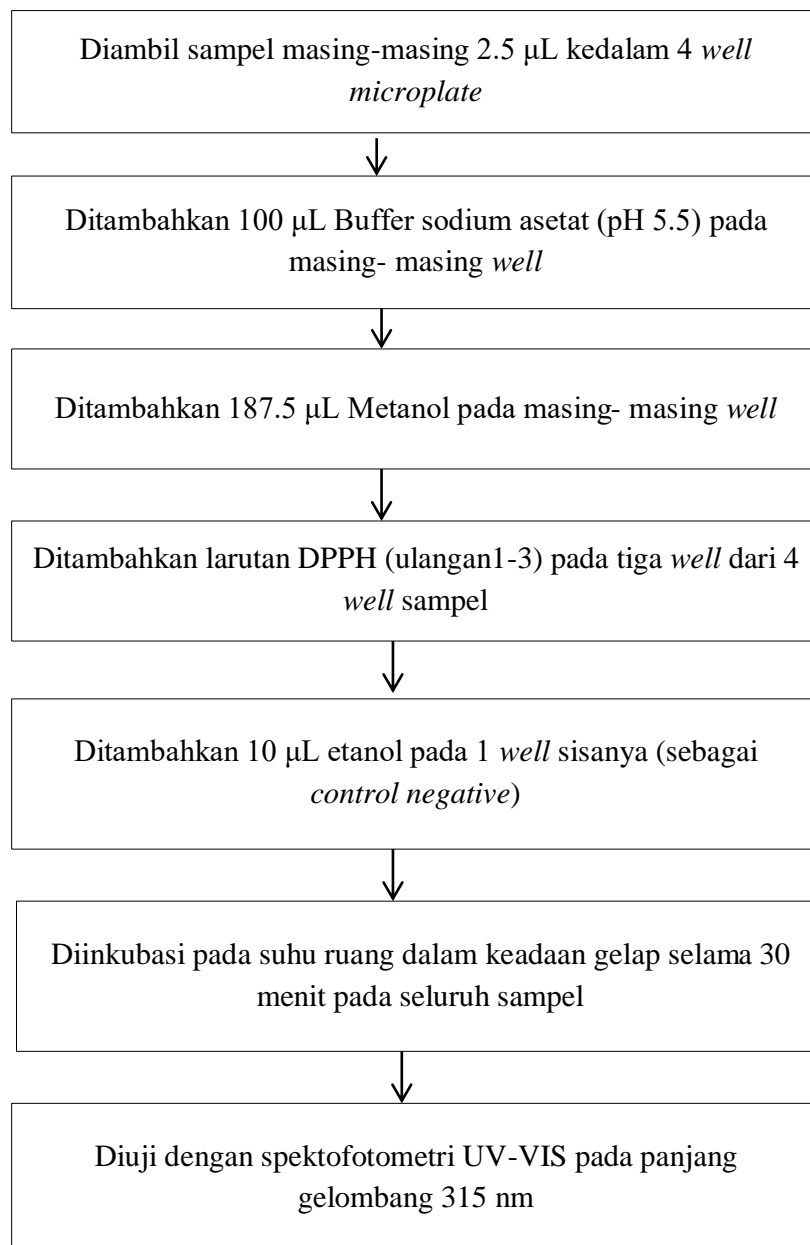 Diambil sampel masing-masing 2.5 μL kedalam 4 well
microplate
Ditambahkan 100 μL Buffer sodium asetat (pH 5.5) pada
masing- masing well
Ditambahkan 187.5 μL Metanol pada masing- masing well
Ditambahkan larutan DPPH (ulangan1-3) pada tiga well dari 4
well sampel
Ditambahkan 10 μL etanol pada 1 well sisanya (sebagai
control negative)
Diinkubasi pada suhu ruang dalam keadaan gelap selama 30
menit pada seluruh sampel
Diuji dengan spektofotometri UV-VIS pada panjang
gelombang 315 nm